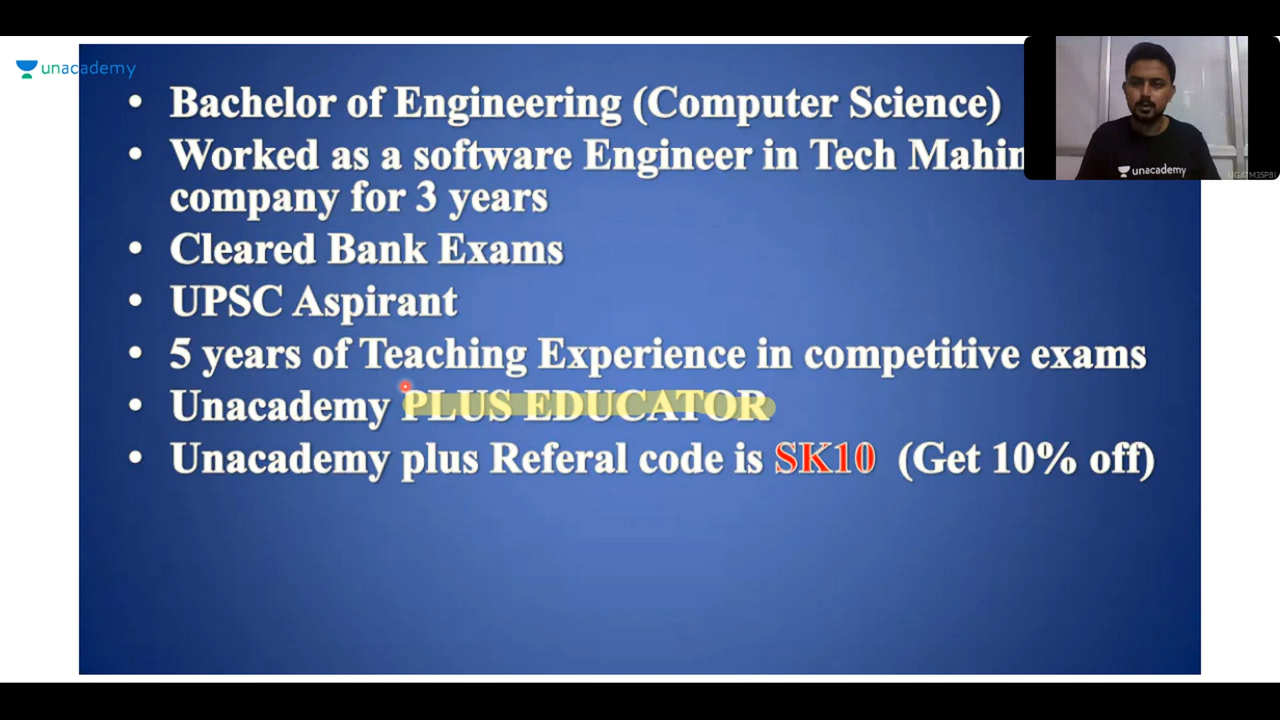 unacademy
• Bachelor of Engineering (Computer Science)
• Worked as a software Engineer in Tech
company for 3 years
• Cleared Bank Exams
• UPSC Aspirant
• 5 years of Teaching Experience in competitive exams
• Unacademy PLUS EDUCATOR
• Unacademy plus Referal code is SK10 (Get 10% off)
unacademy